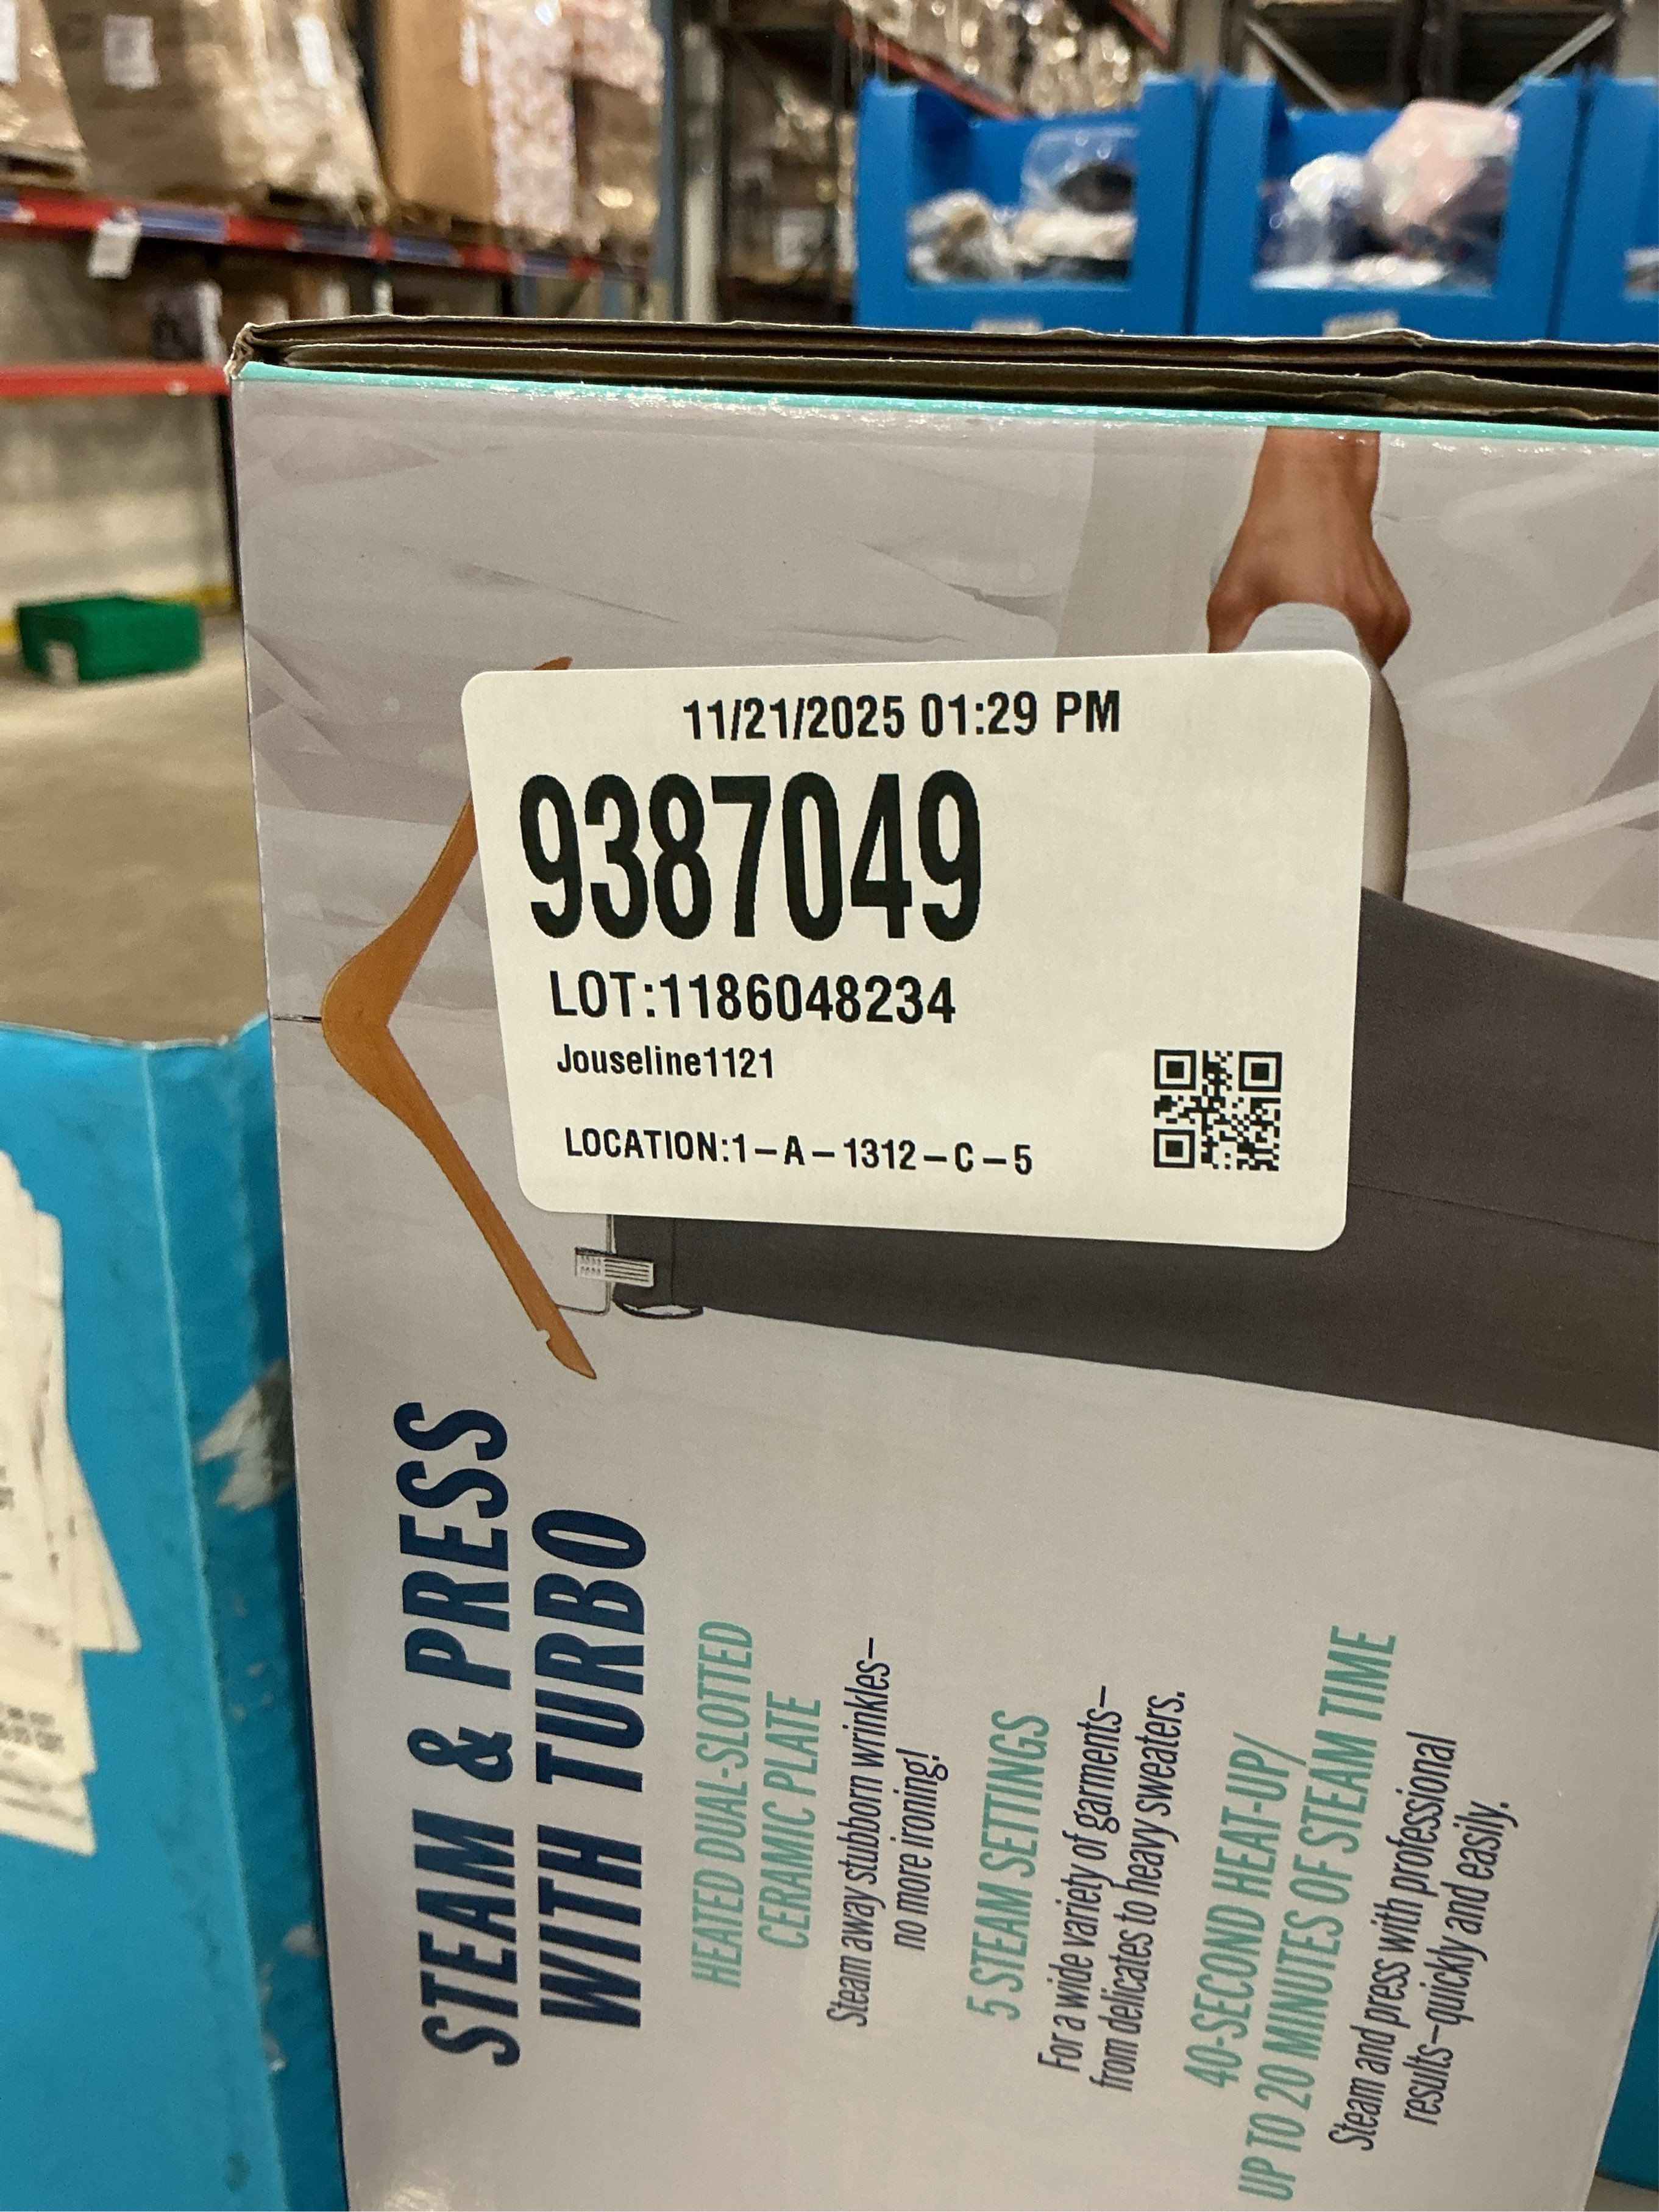 11/21/2025 01:29 PM
9387049
LOT:1186048234
Jouseline1121
LOCATION:1-A-1312-C-5
STEAM & PRESS
WITH TURBO
HEATED DUAL-SLOTTED
CERAMIC PLATE
Steam away stubborn wrinkles–
no more ironing!
5 STEAM SETTINGS
For a wide variety of garments–
from delicates to heavy sweaters.
40-SECOND HEAT-UP/
UP TO 20 MINUTES OF STEAM TIME
Steam and press with professional
results–quickly and easily.